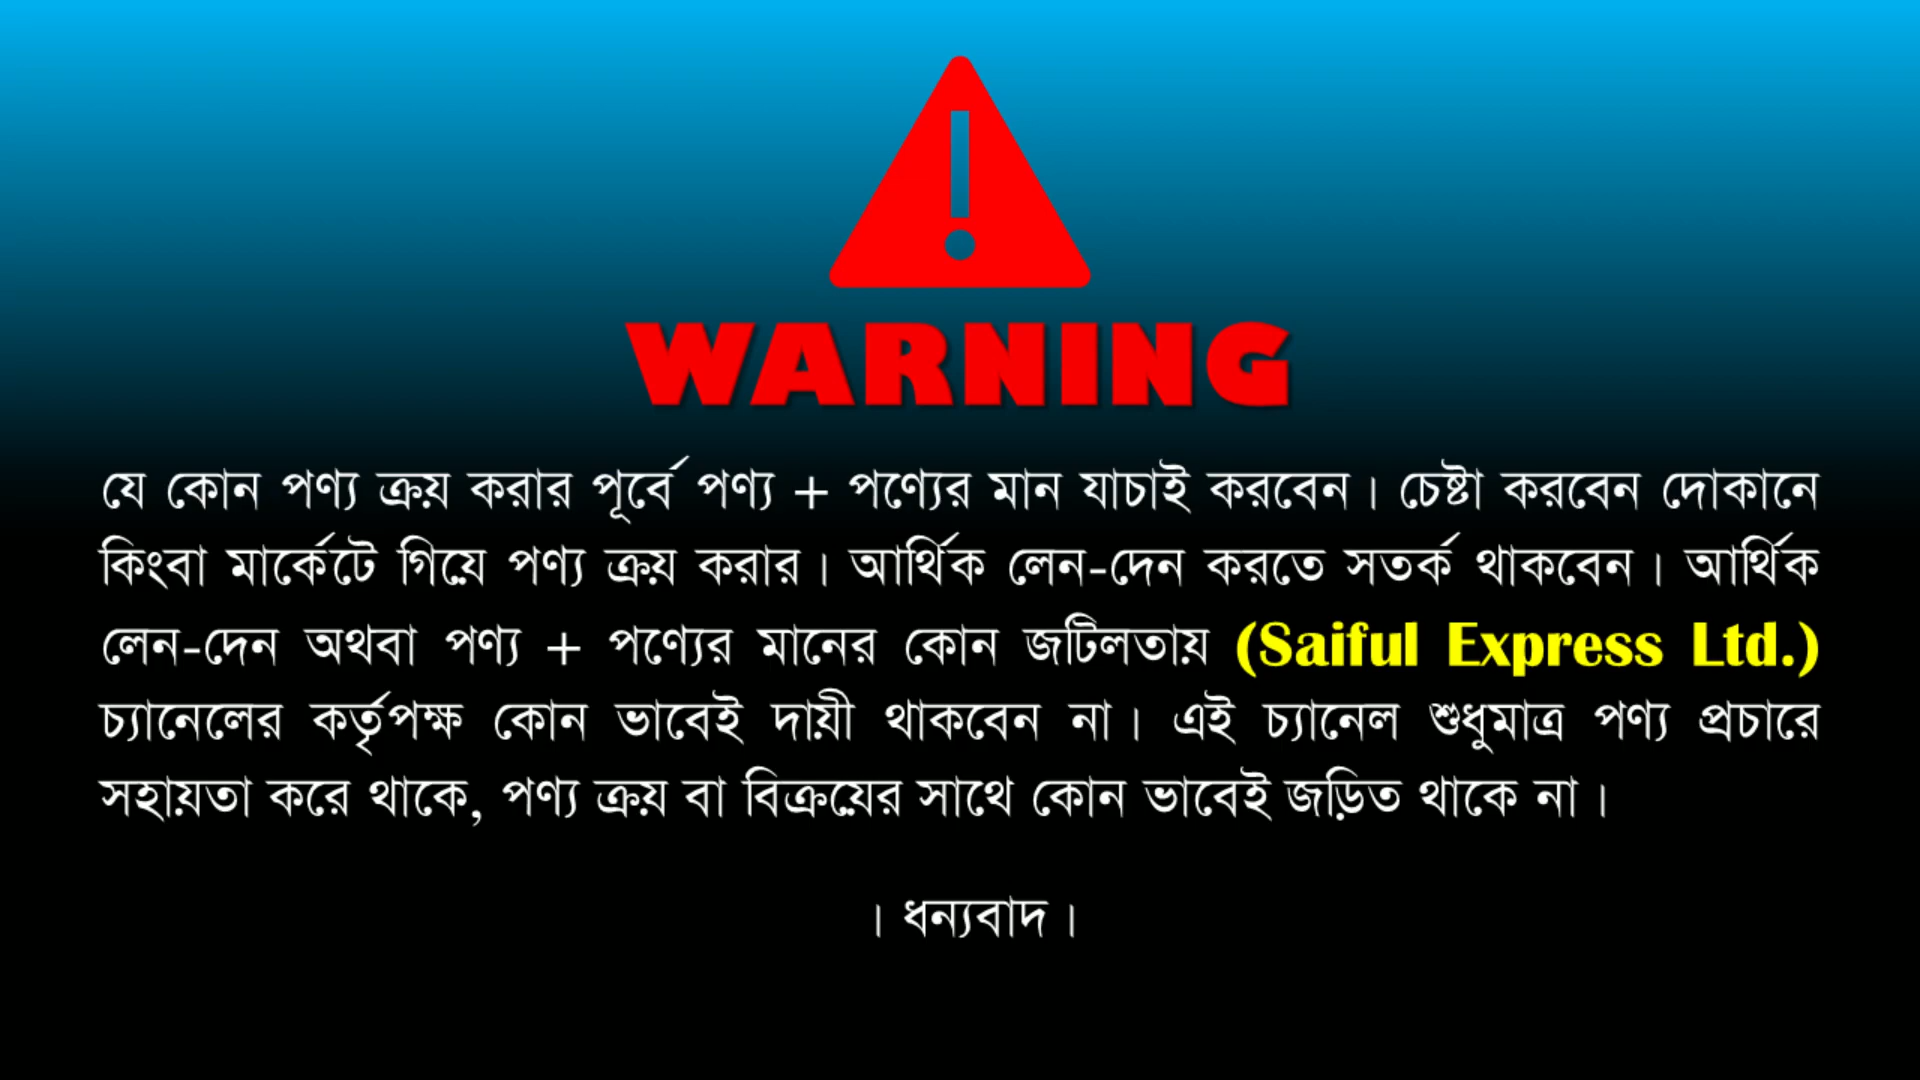 WARNING
যে কোন পণ্য ক্রয় করার পূর্বে পণ্য + পণ্যের মান যাচাই করবেন। চেষ্টা করবেন দোকানে
কিংবা মার্কেটে গিয়ে পণ্য ক্রয় করার। আর্থিক লেন-দেন করতে সতর্ক থাকবেন। আর্থিক
লেন-দেন অথবা পণ্য + পণ্যের মানের কোন জটিলতায় (Saiful Express Ltd.)
চ্যানেলের কর্তৃপক্ষ কোন ভাবেই দায়ী থাকবেন না। এই চ্যানেল শুধুমাত্র পণ্য প্রচারে
সহায়তা করে থাকে, পণ্য ক্রয় বা বিক্রয়ের সাথে কোন ভাবেই জড়িত থাকে না।
। ধন্যবাদ ।